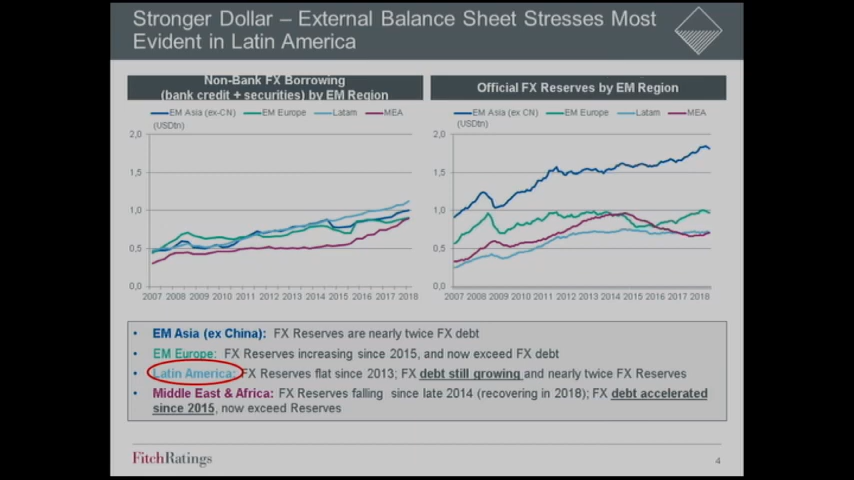 Stronger Dollar – External Balance Sheet Stresses Most
Evident in Latin America
Non-Bank FX Borrowing
(bank credit + securities) by EM Region
EM Asia (ex-CN) EM Europe Latam MEA
(USDtn)
2,0
1,5
1,0
0,5
0,0
2007 2008 2009 2010 2011 2012 2013 2014 2015 2016 2017 2018
Official FX Reserves by EM Region
EM Asia (ex CN) EM Europe Latam MEA
(USDtn)
2,0
1,5
1,0
0,5
0,0
2007 2008 2009 2010 2011 2012 2013 2014 2015 2016 2017 2018
• EM Asia (ex China): FX Reserves are nearly twice FX debt
• EM Europe: FX Reserves increasing since 2015, and now exceed FX debt
• Latin America: FX Reserves flat since 2013; FX debt still growing and nearly twice FX Reserves
• Middle East & Africa: FX Reserves falling since late 2014 (recovering in 2018); FX debt accelerated
since 2015, now exceed Reserves
FitchRatings
4